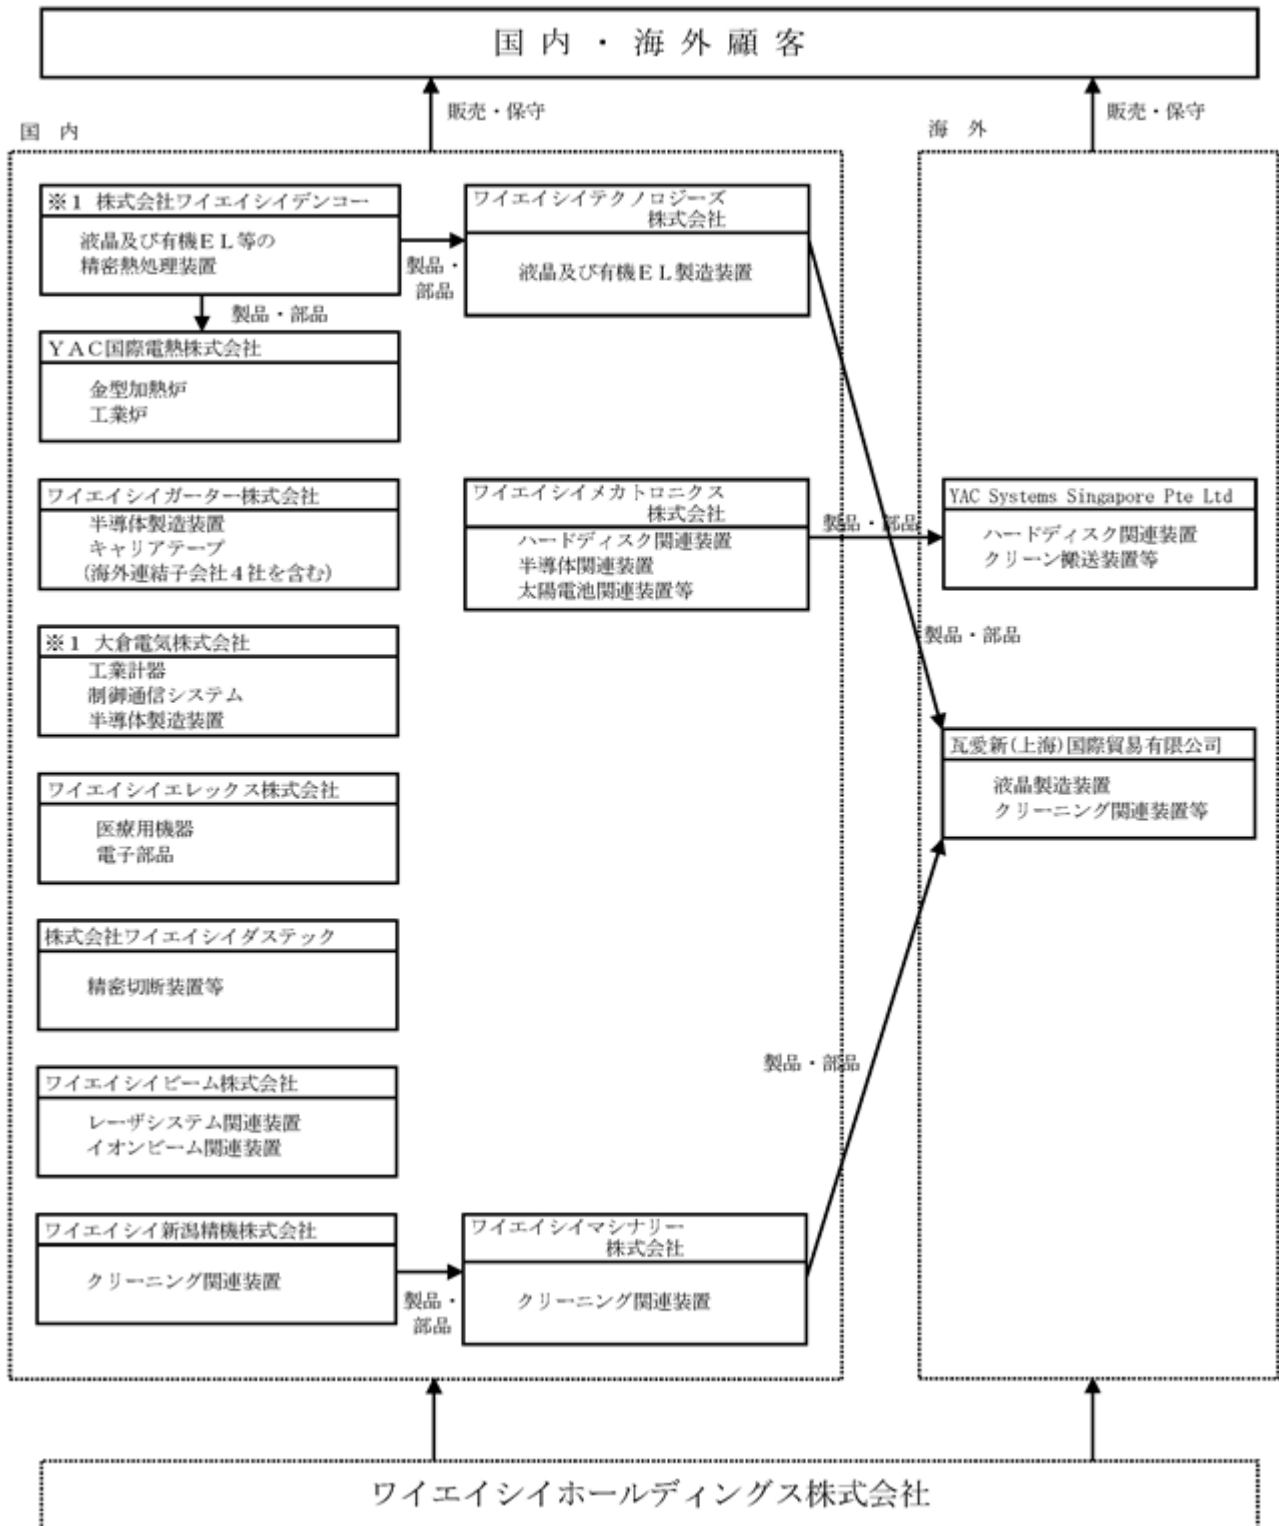 国内・海外顧客
販売・保守
販売・保守
国 内
海 外
※1 株式会社ワイエイシイデンコー
液晶及び有機EL等の
精密熱処理装置
製品・
部品
ワイエイシイテクノロジーズ
株式会社
液晶及び有機EL製造装置
製品・部品
YAC国際電熱株式会社
金型加熱炉
工業炉
ワイエイシイガーター株式会社
半導体製造装置
キャリアテープ
(海外連結子会社4社を含む)
ワイエイシイメカトロニクス
株式会社
ハードディスク関連装置
半導体関連装置
太陽電池関連装置等
製品・部品
YAC Systems Singapore Pte Ltd
ハードディスク関連装置
クリーン搬送装置等
※1 大倉電気株式会社
工業計器
制御通信システム
半導体製造装置
製品・部品
瓦愛新(上海)国際貿易有限公司
液晶製造装置
クリーニング関連装置等
ワイエイシイエレックス株式会社
医療用機器
電子部品
株式会社ワイエイシイダステック
精密切断装置等
製品・部品
ワイエイシイビーム株式会社
レーザシステム関連装置
イオンビーム関連装置
ワイエイシイ新潟精機株式会社
クリーニング関連装置
製品・
部品
ワイエイシイマシナリー
株式会社
クリーニング関連装置
ワイエイシイホールディングス株式会社